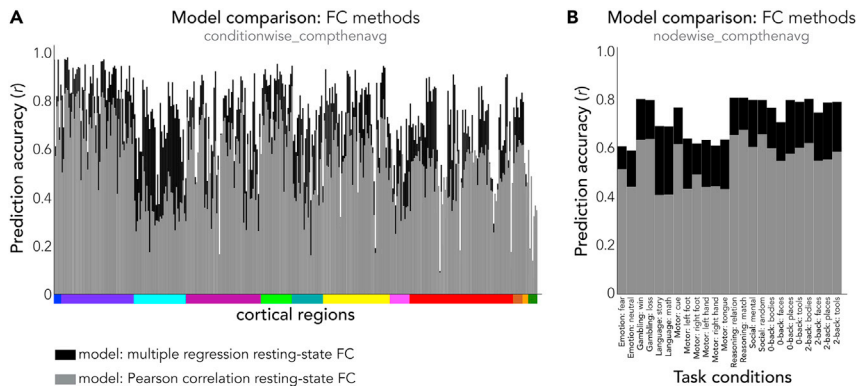 A
Model comparison: FC methods
conditionwise_compthenavg
Prediction accuracy (r)
1.0
0.8
0.6
0.4
0.2
0
cortical regions
model: multiple regression resting-state FC
model: Pearson correlation resting-state FC
B
Model comparison: FC methods
nodewise_compthenavg
Prediction accuracy (r)
1.0
0.8
0.6
0.4
0.2
0
Emotion: fear
Emotion: neutral
Gambling: win
Gambling: loss
Language: story
Language: math
Motor: cue
Motor: left foot
Motor: right foot
Motor: left hand
Motor: right hand
Motor: tongue
Reasoning: relation
Reasoning: match
Social: mental
Social: random
0-back: bodies
0-back: faces
0-back: places
0-back: tools
2-back: bodies
2-back: faces
2-back: places
2-back: tools
Task conditions